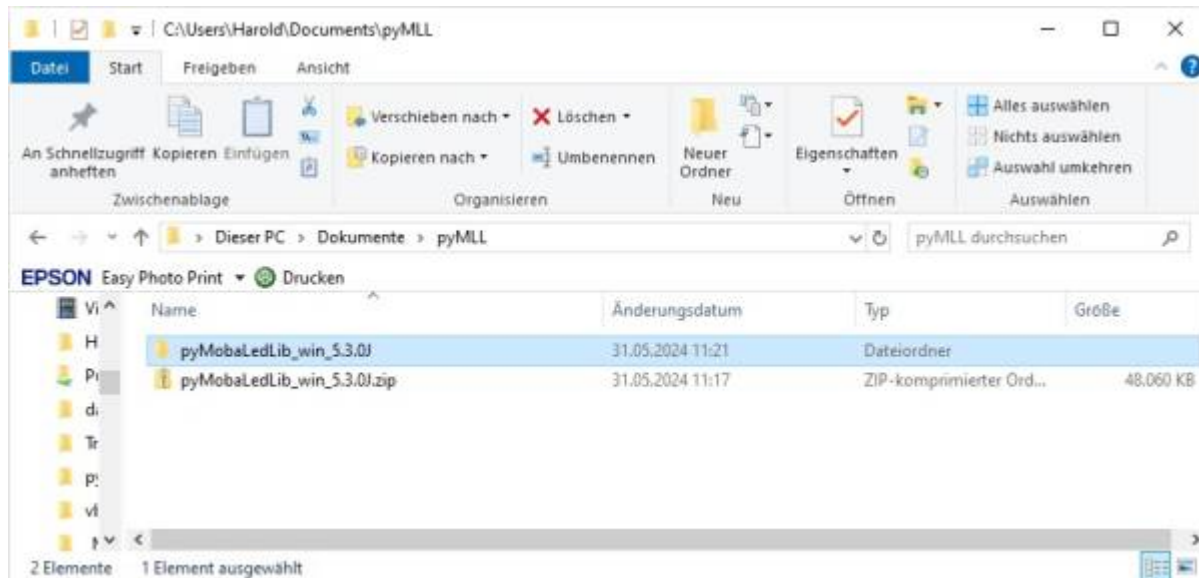 C:\Users\Harold\Documents\pyMLL
Datei Start Freigeben Ansicht
An Schnellzugriff anheften
Kopieren
Einfügen
Verschieben nach
Kopieren nach
Löschen
Umbenennen
Neuer Ordner
Eigenschaften
Alles auswählen
Nichts auswählen
Auswahl umkehren
Zwischenablage Organisieren Neu Öffnen Auswählen
Dieser PC > Dokumente > pyMLL
pyMLL durchsuchen
EPSON Easy Photo Print Drucken
Name Änderungsdatum Typ Größe
pyMobaLedLib_win_5.3.0J 31.05.2024 11:21 Dateiordner
pyMobaLedLib_win_5.3.0J.zip 31.05.2024 11:17 ZIP-komprimierter Ord... 48.060 KB
Vi
H
da
Tr
2 Elemente 1 Element ausgewählt